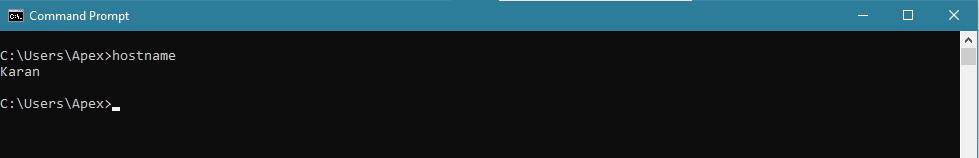 Command Prompt
C:\Users\Apex>hostname
Karan
C:\Users\Apex>